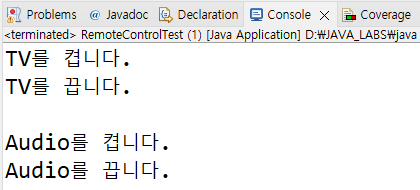 Problems Javadoc Declaration Console Coverage
<terminated> RemoteControlTest (1) [Java Application] D:\JAVA_LABS\java
TV를 켭니다.
TV를 끕니다.
Audio를 켭니다.
Audio를 끕니다.